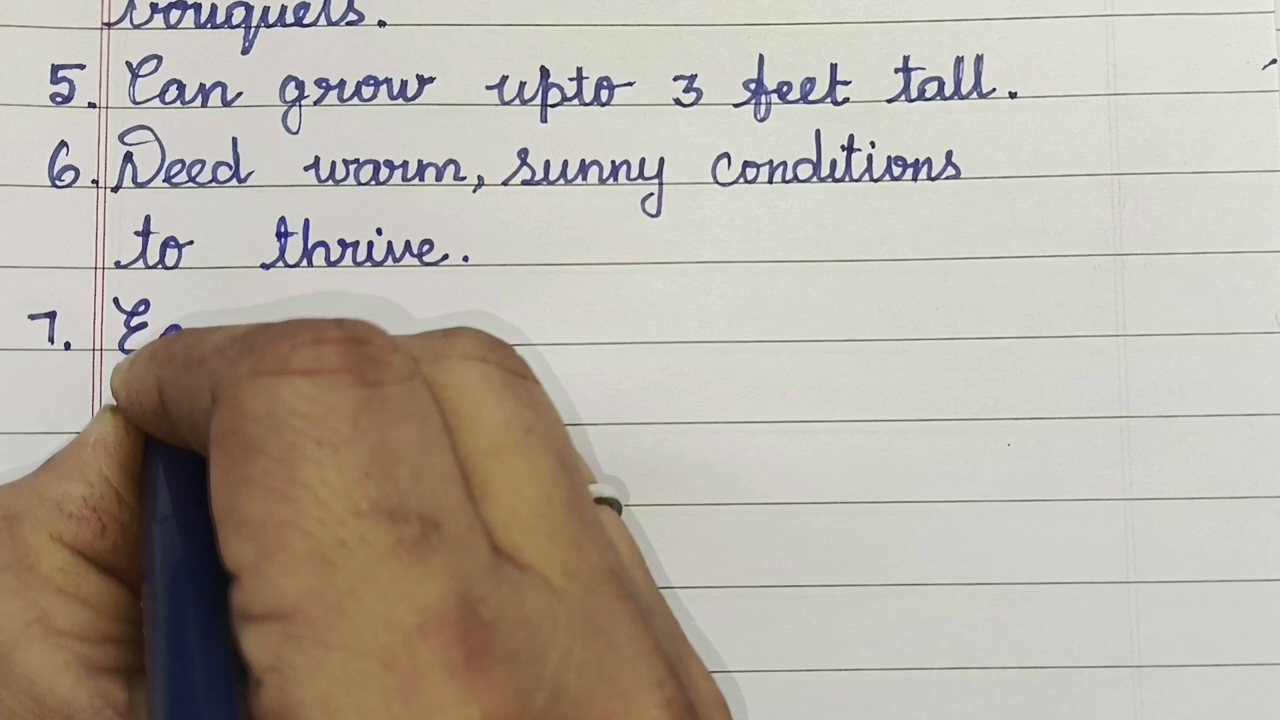 bouquets.
5. Can grow upto 3 feet tall.
6. Need warm, sunny conditions
to thrive.
7.